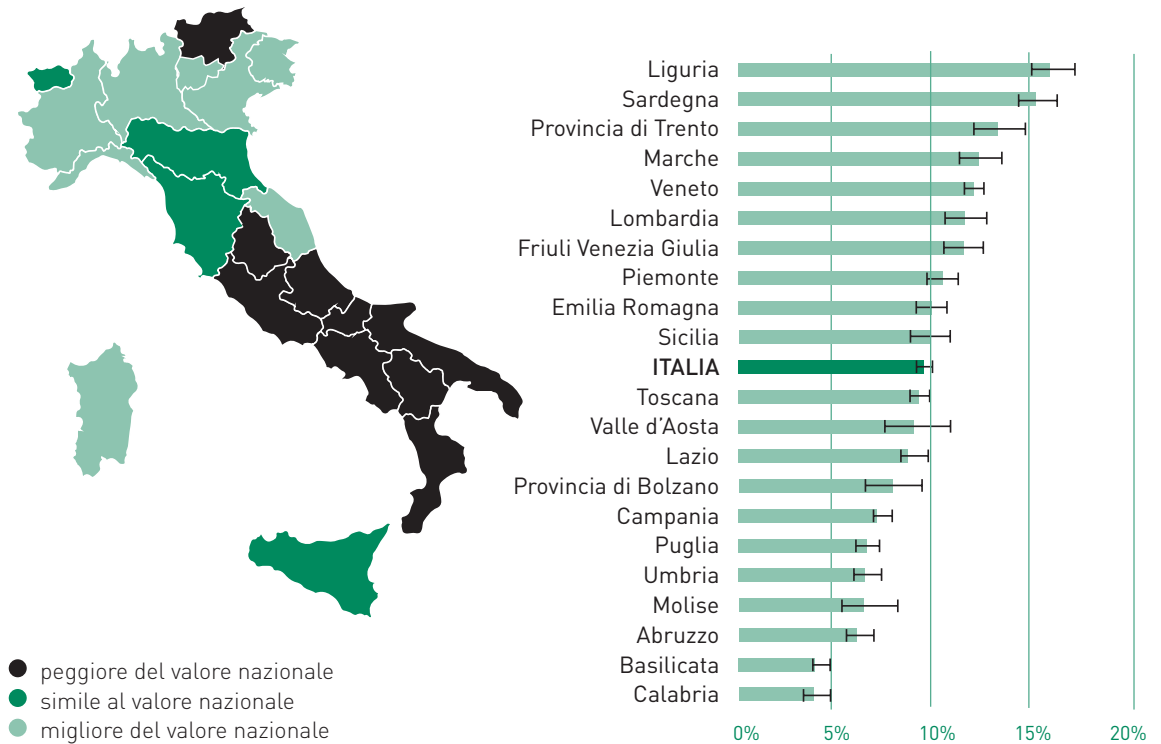 Liguria
Sardegna
Provincia di Trento
Marche
Veneto
Lombardia
Friuli Venezia Giulia
Piemonte
Emilia Romagna
Sicilia
ITALIA
Toscana
Valle d'Aosta
Lazio
Provincia di Bolzano
Campania
Puglia
Umbria
Molise
Abruzzo
Basilicata
Calabria
0% 5% 10% 15% 20%
peggiore del valore nazionale
simile al valore nazionale
migliore del valore nazionale